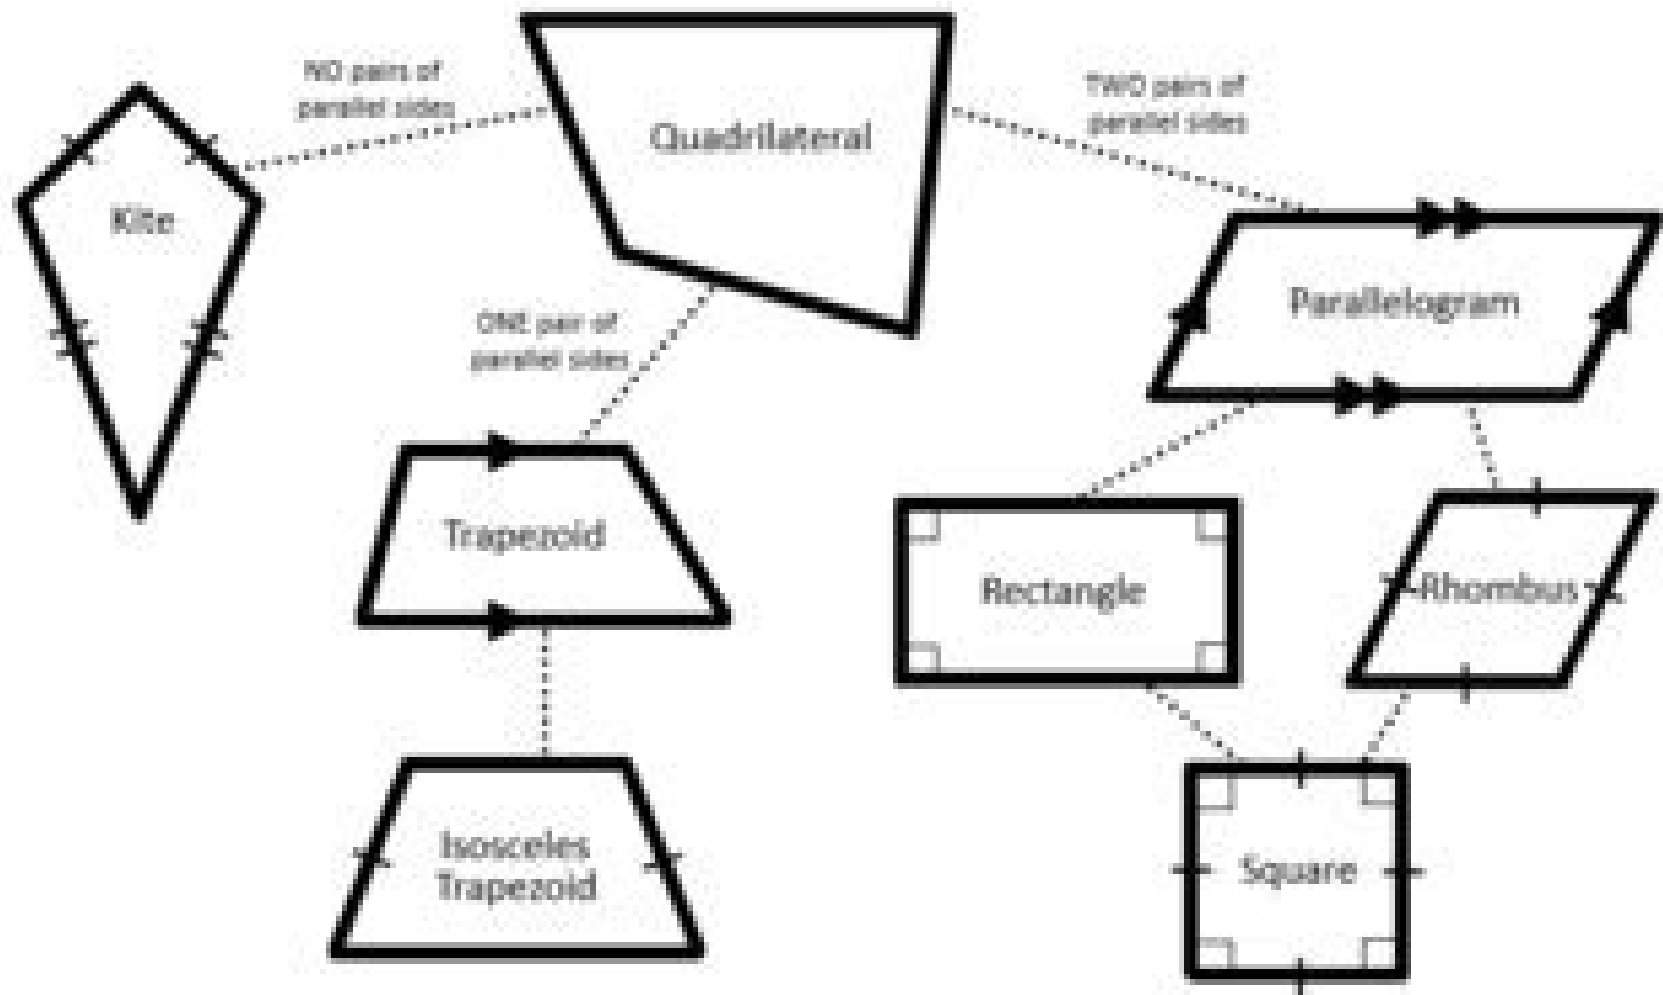 NO pairs of
parallel sides
Quadrilateral
TWO pairs of
parallel sides
Kite
Parallelogram
ONE pair of
parallel sides
Trapezoid
Rectangle
Rhombus
Isosceles
Trapezoid
Square